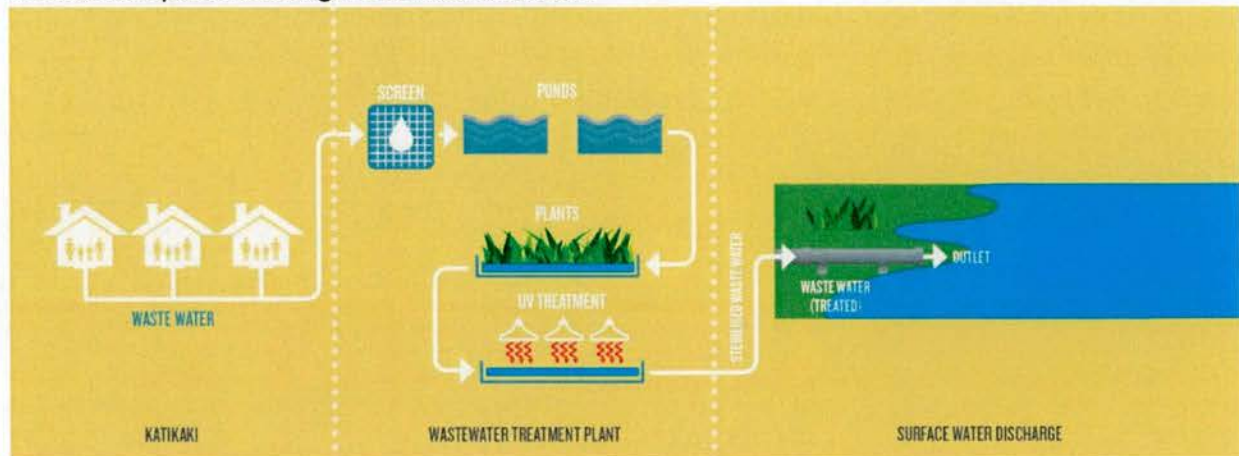 SCREEN
PONDS
PLANTS
UV TREATMENT
WASTE WATER
STERILISED WASTE WATER
OUTLET
WASTE WATER
(TREATED)
KATIKAKI
WASTEWATER TREATMENT PLANT
SURFACE WATER DISCHARGE